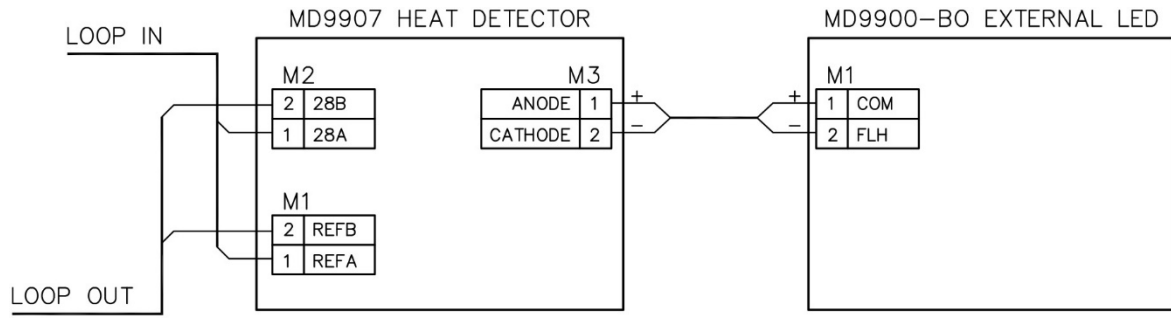 MD9907 HEAT DETECTOR
MD9900-BO EXTERNAL LED
LOOP IN
M2
2 28B
1 28A
M1
2 REFB
1 REFA
LOOP OUT
M3
ANODE 1 +
CATHODE 2 -
M1
+ 1 COM
- 2 FLH